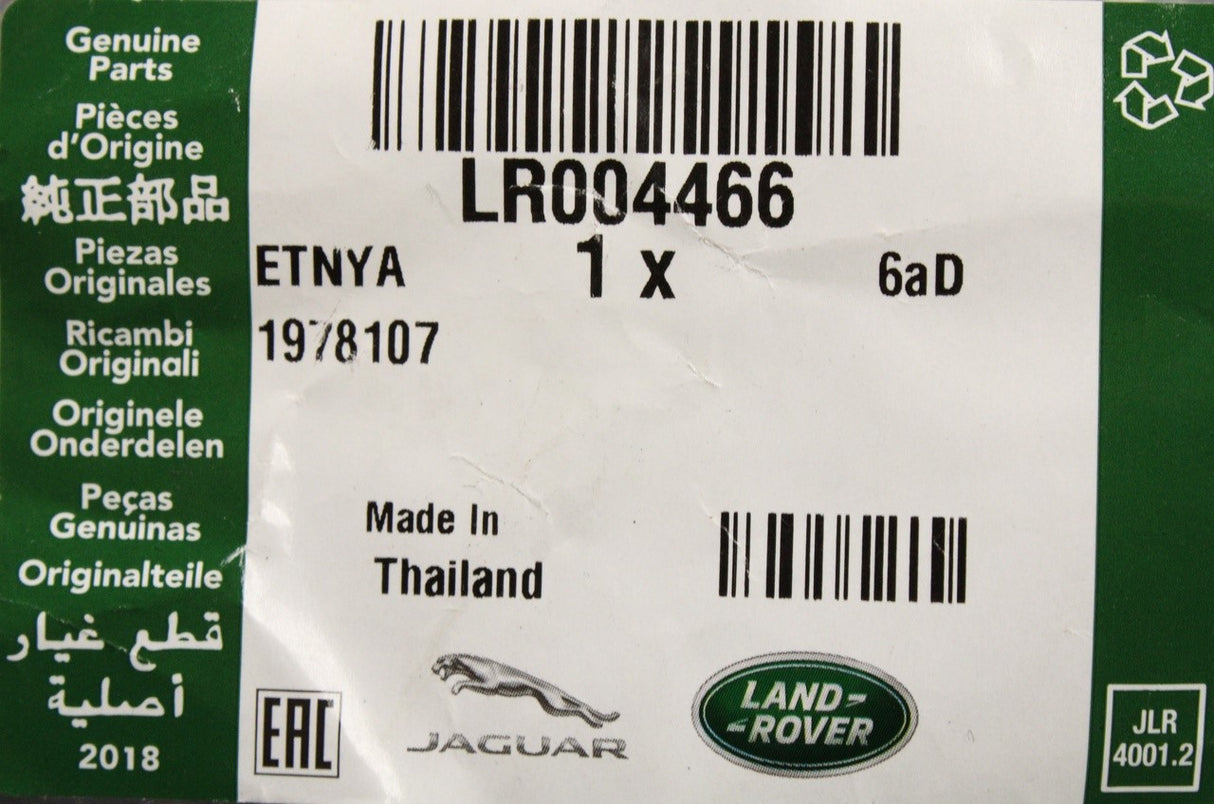 Genuine
Parts
Pièces
d'Origine
純正部品
Piezas
Originales
Ricambi
Originali
Originele
Onderdelen
Peças
Genuinas
Originalteile
قطع غيار
أصلية
2018
LR004466
ETNYA 1 x 6aD
1978107
Made In
Thailand
EAC
JAGUAR
LAND-
-ROVER
JLR
4001.2